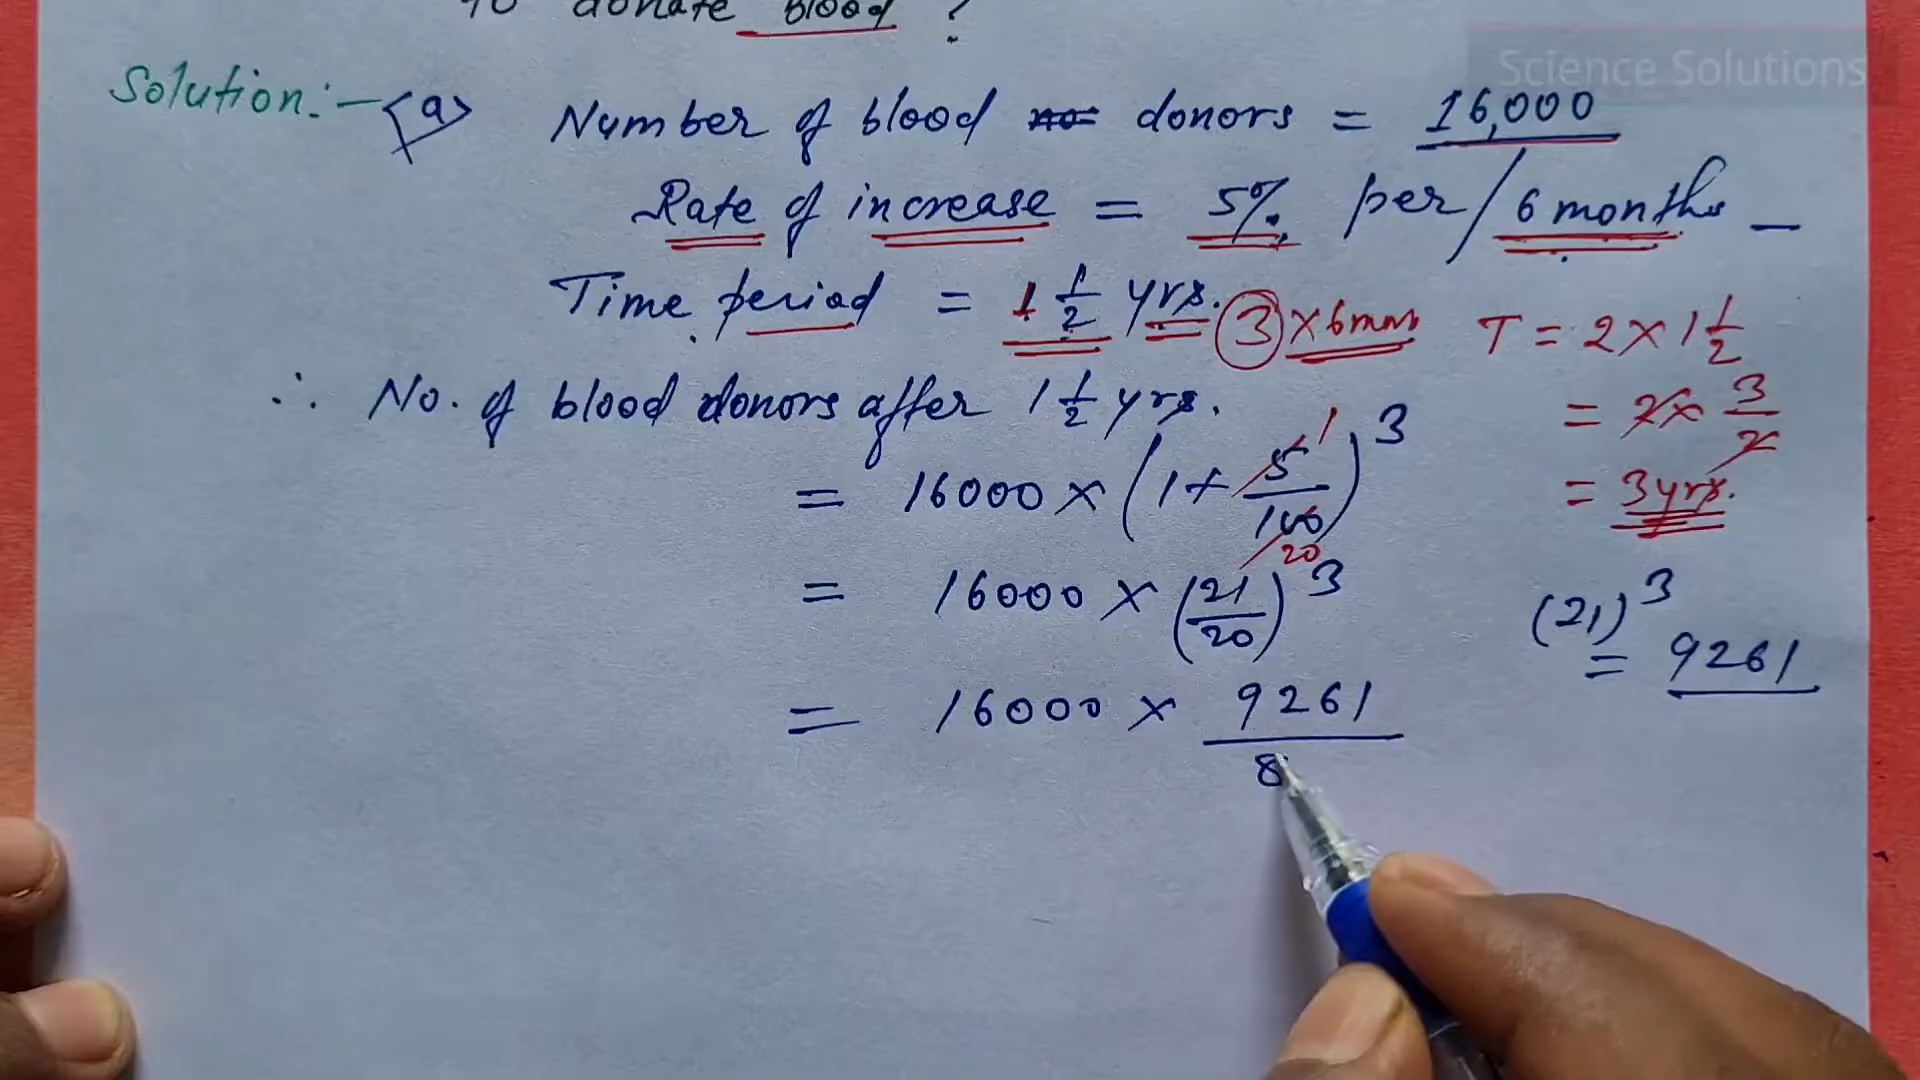 to donate blood ?
Science Solutions
Solution:- <a> Number of blood donors = 16,000
Rate of increase = 5% per / 6 months -
Time period = 1 1/2 yrs. 3 × 6 mon
T = 2 × 1 1/2
= 2 × 3/2
= 3 yrs.
∴ No. of blood donors after 1 1/2 yrs.
= 16000 × (1 + 5/100)^3
1
20
= 16000 × (21/20)^3
(21)^3
= 9261
= 16000 × 9261/8